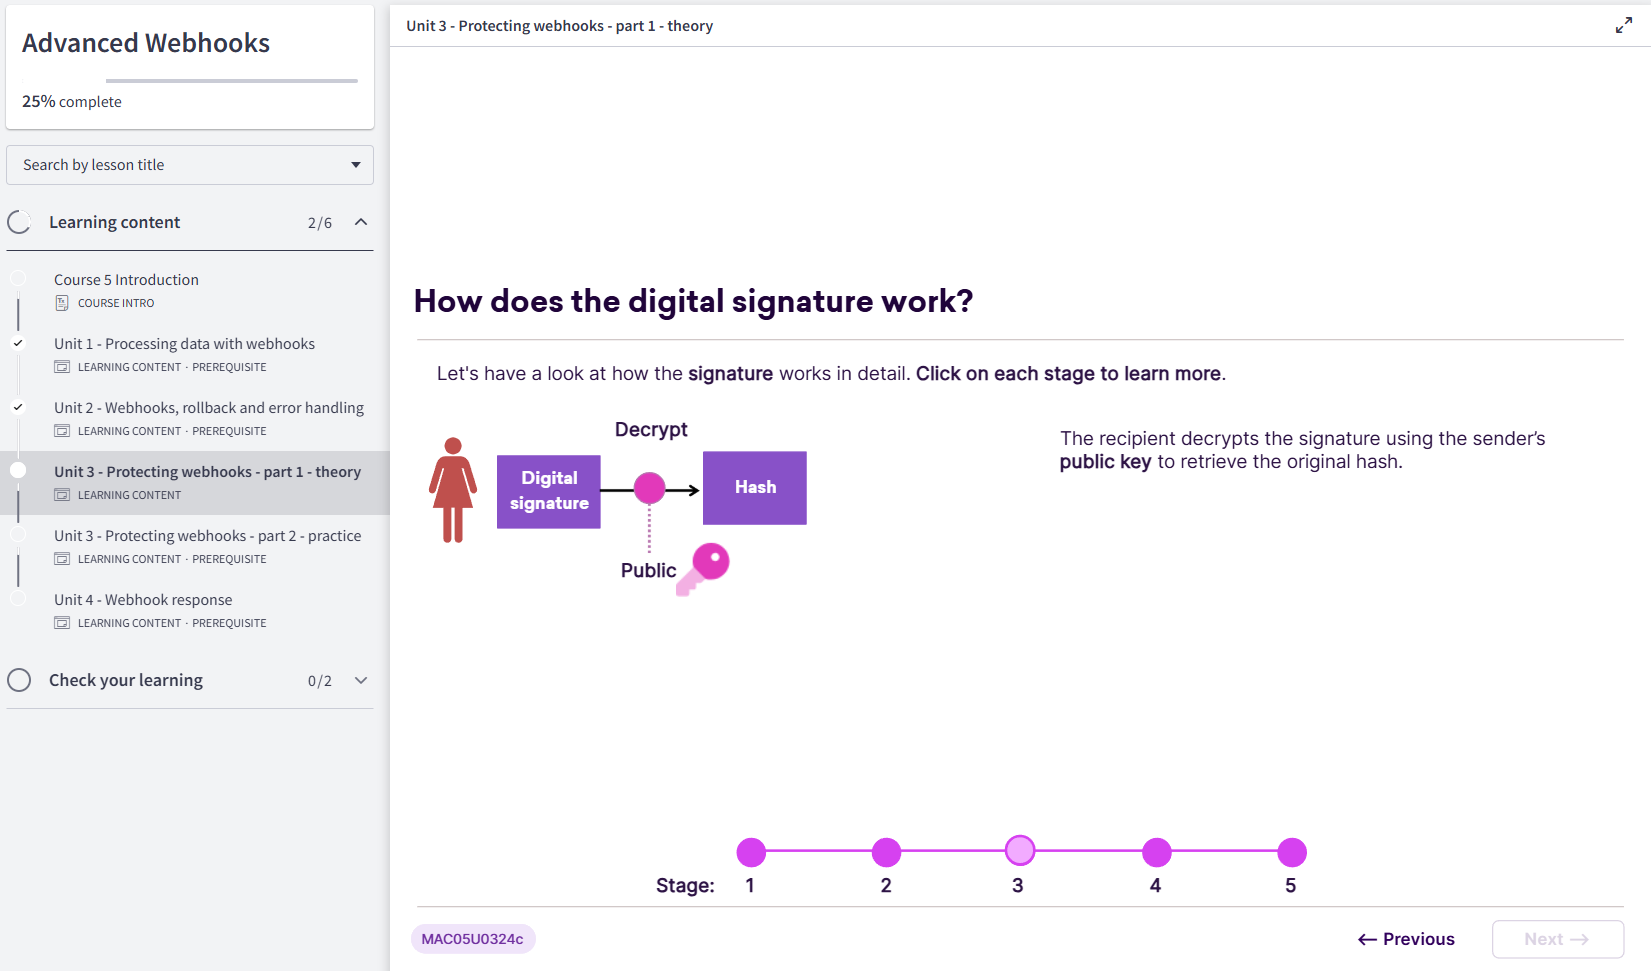 Advanced Webhooks
25% complete
Search by lesson title
Learning content 2/6
Course 5 Introduction
COURSE INTRO
Unit 1 - Processing data with webhooks
LEARNING CONTENT · PREREQUISITE
Unit 2 - Webhooks, rollback and error handling
LEARNING CONTENT · PREREQUISITE
Unit 3 - Protecting webhooks - part 1 - theory
LEARNING CONTENT
Unit 3 - Protecting webhooks - part 2 - practice
LEARNING CONTENT · PREREQUISITE
Unit 4 - Webhook response
LEARNING CONTENT · PREREQUISITE
Check your learning 0/2
Unit 3 - Protecting webhooks - part 1 - theory
How does the digital signature work?
Let's have a look at how the signature works in detail. Click on each stage to learn more.
Decrypt
Digital
signature
Hash
Public
The recipient decrypts the signature using the sender's
public key to retrieve the original hash.
Stage: 1 2 3 4 5
MAC05U0324c
← Previous
Next →